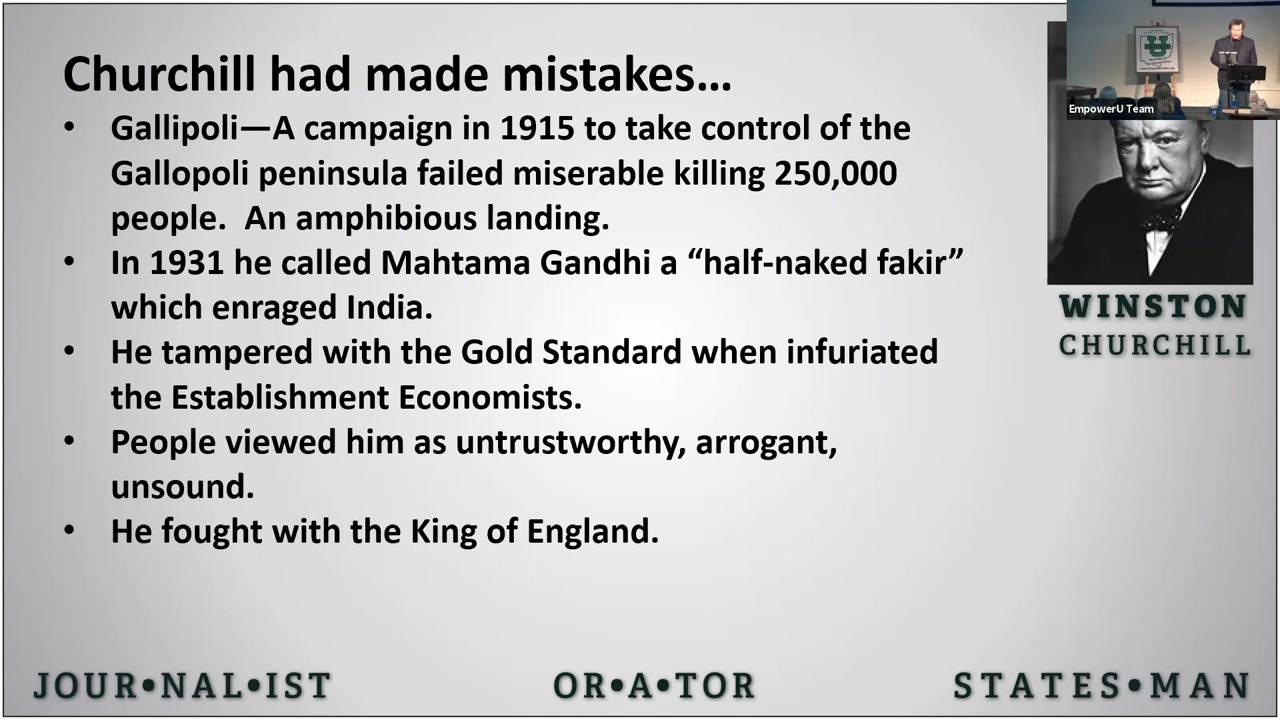 Churchill had made mistakes…
• Gallipoli—A campaign in 1915 to take control of the
Gallopoli peninsula failed miserable killing 250,000
people.  An amphibious landing.
• In 1931 he called Mahtama Gandhi a “half-naked fakir”
which enraged India.
• He tampered with the Gold Standard when infuriated
the Establishment Economists.
• People viewed him as untrustworthy, arrogant,
unsound.
• He fought with the King of England.
EmpowerU Team
WINSTON
CHURCHILL
JOUR•NAL•IST
OR•A•TOR
STATES•MAN